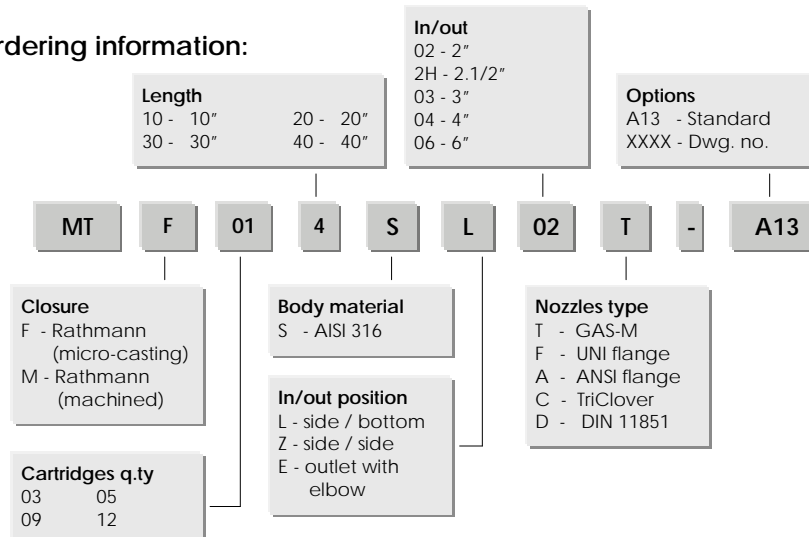 rdering information:
In/out
02 - 2"
2H - 2.1/2"
03 - 3"
04 - 4"
06 - 6"
Length
10 - 10" 20 - 20"
30 - 30" 40 - 40"
Options
A13 - Standard
XXXX - Dwg. no.
MT F 01 4 S L 02 T - A13
Closure
F - Rathmann
(micro-casting)
M - Rathmann
(machined)
Cartridges q.ty
03 05
09 12
Body material
S - AISI 316
In/out position
L - side / bottom
Z - side / side
E - outlet with
elbow
Nozzles type
T - GAS-M
F - UNI flange
A - ANSI flange
C - TriClover
D - DIN 11851